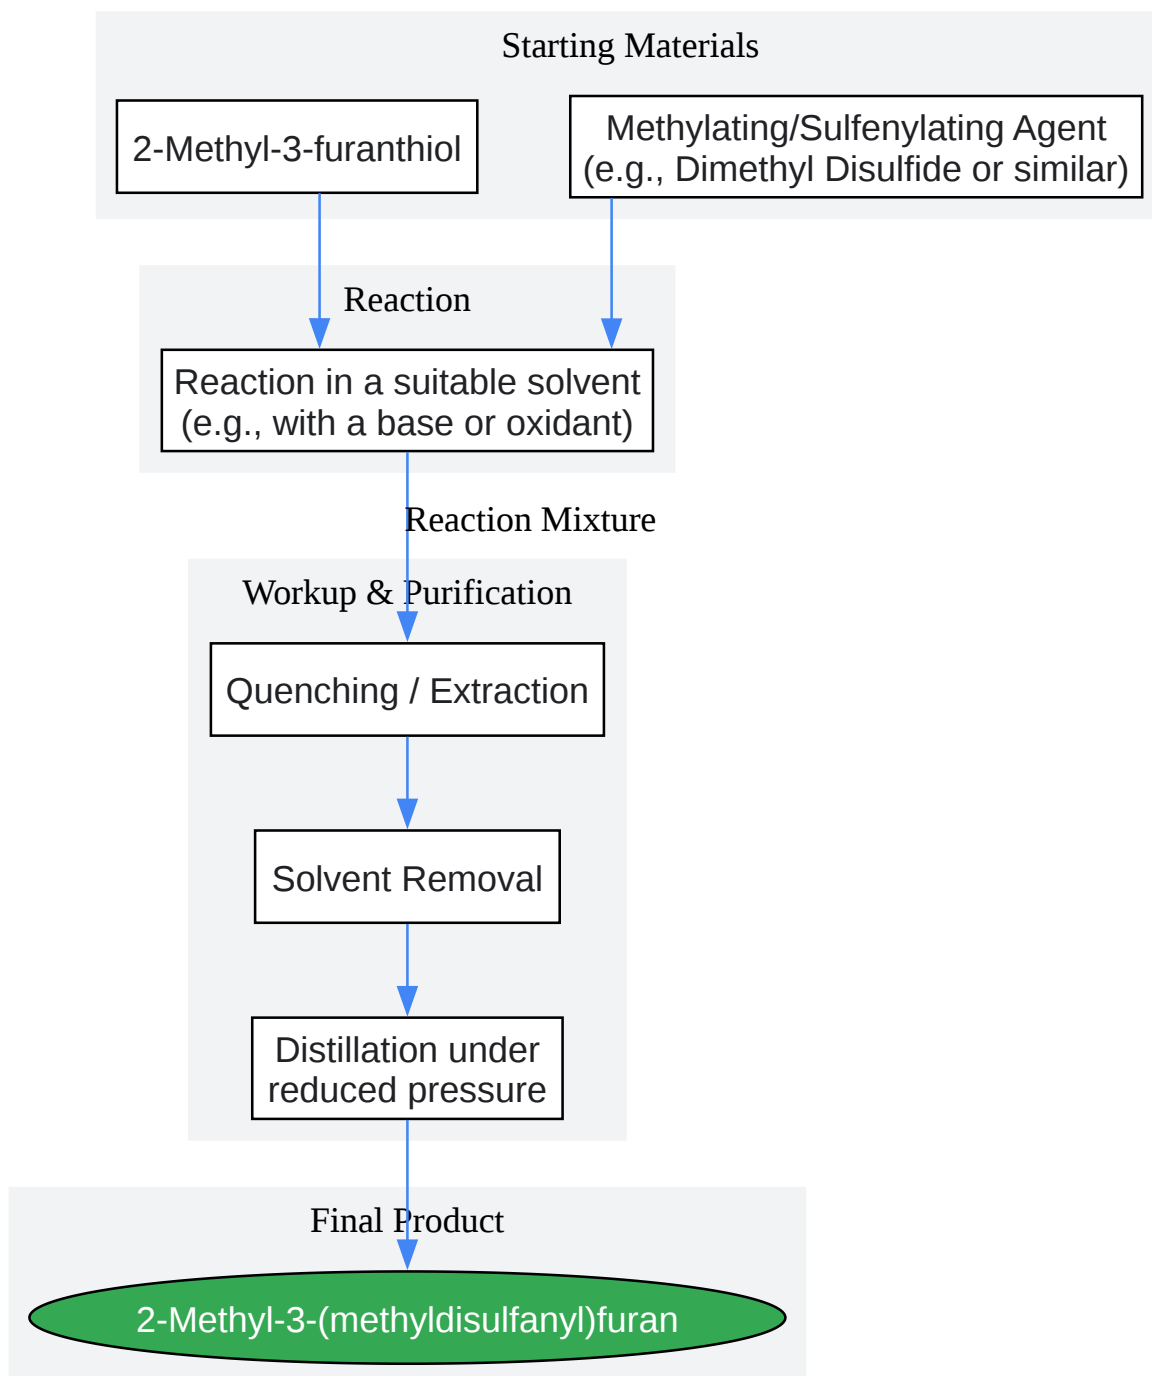 Starting Materials
2-Methyl-3-furanthiol
Methylating/Sulfenylating Agent
(e.g., Dimethyl Disulfide or similar)
Reaction
Reaction in a suitable solvent
(e.g., with a base or oxidant)
Reaction Mixture
Workup & Purification
Quenching / Extraction
Solvent Removal
Distillation under
reduced pressure
Final Product
2-Methyl-3-(methyldisulfanyl)furan